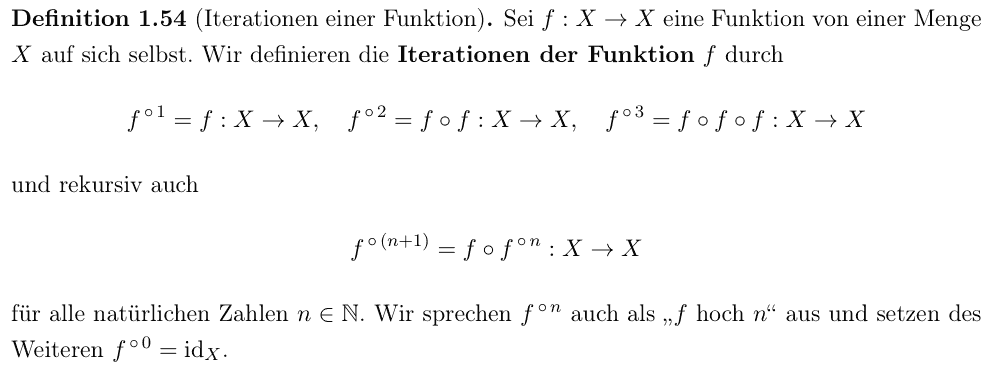 Definition 1.54 (Iterationen einer Funktion). Sei f : X → X eine Funktion von einer Menge
X auf sich selbst. Wir definieren die Iterationen der Funktion f durch
f^{∘1} = f : X → X, f^{∘2} = f ∘ f : X → X, f^{∘3} = f ∘ f ∘ f : X → X
und rekursiv auch
f^{∘(n+1)} = f ∘ f^{∘n} : X → X
für alle natürlichen Zahlen n ∈ ℕ. Wir sprechen f^{∘n} auch als „f hoch n“ aus und setzen des
Weiteren f^{∘0} = id_X.